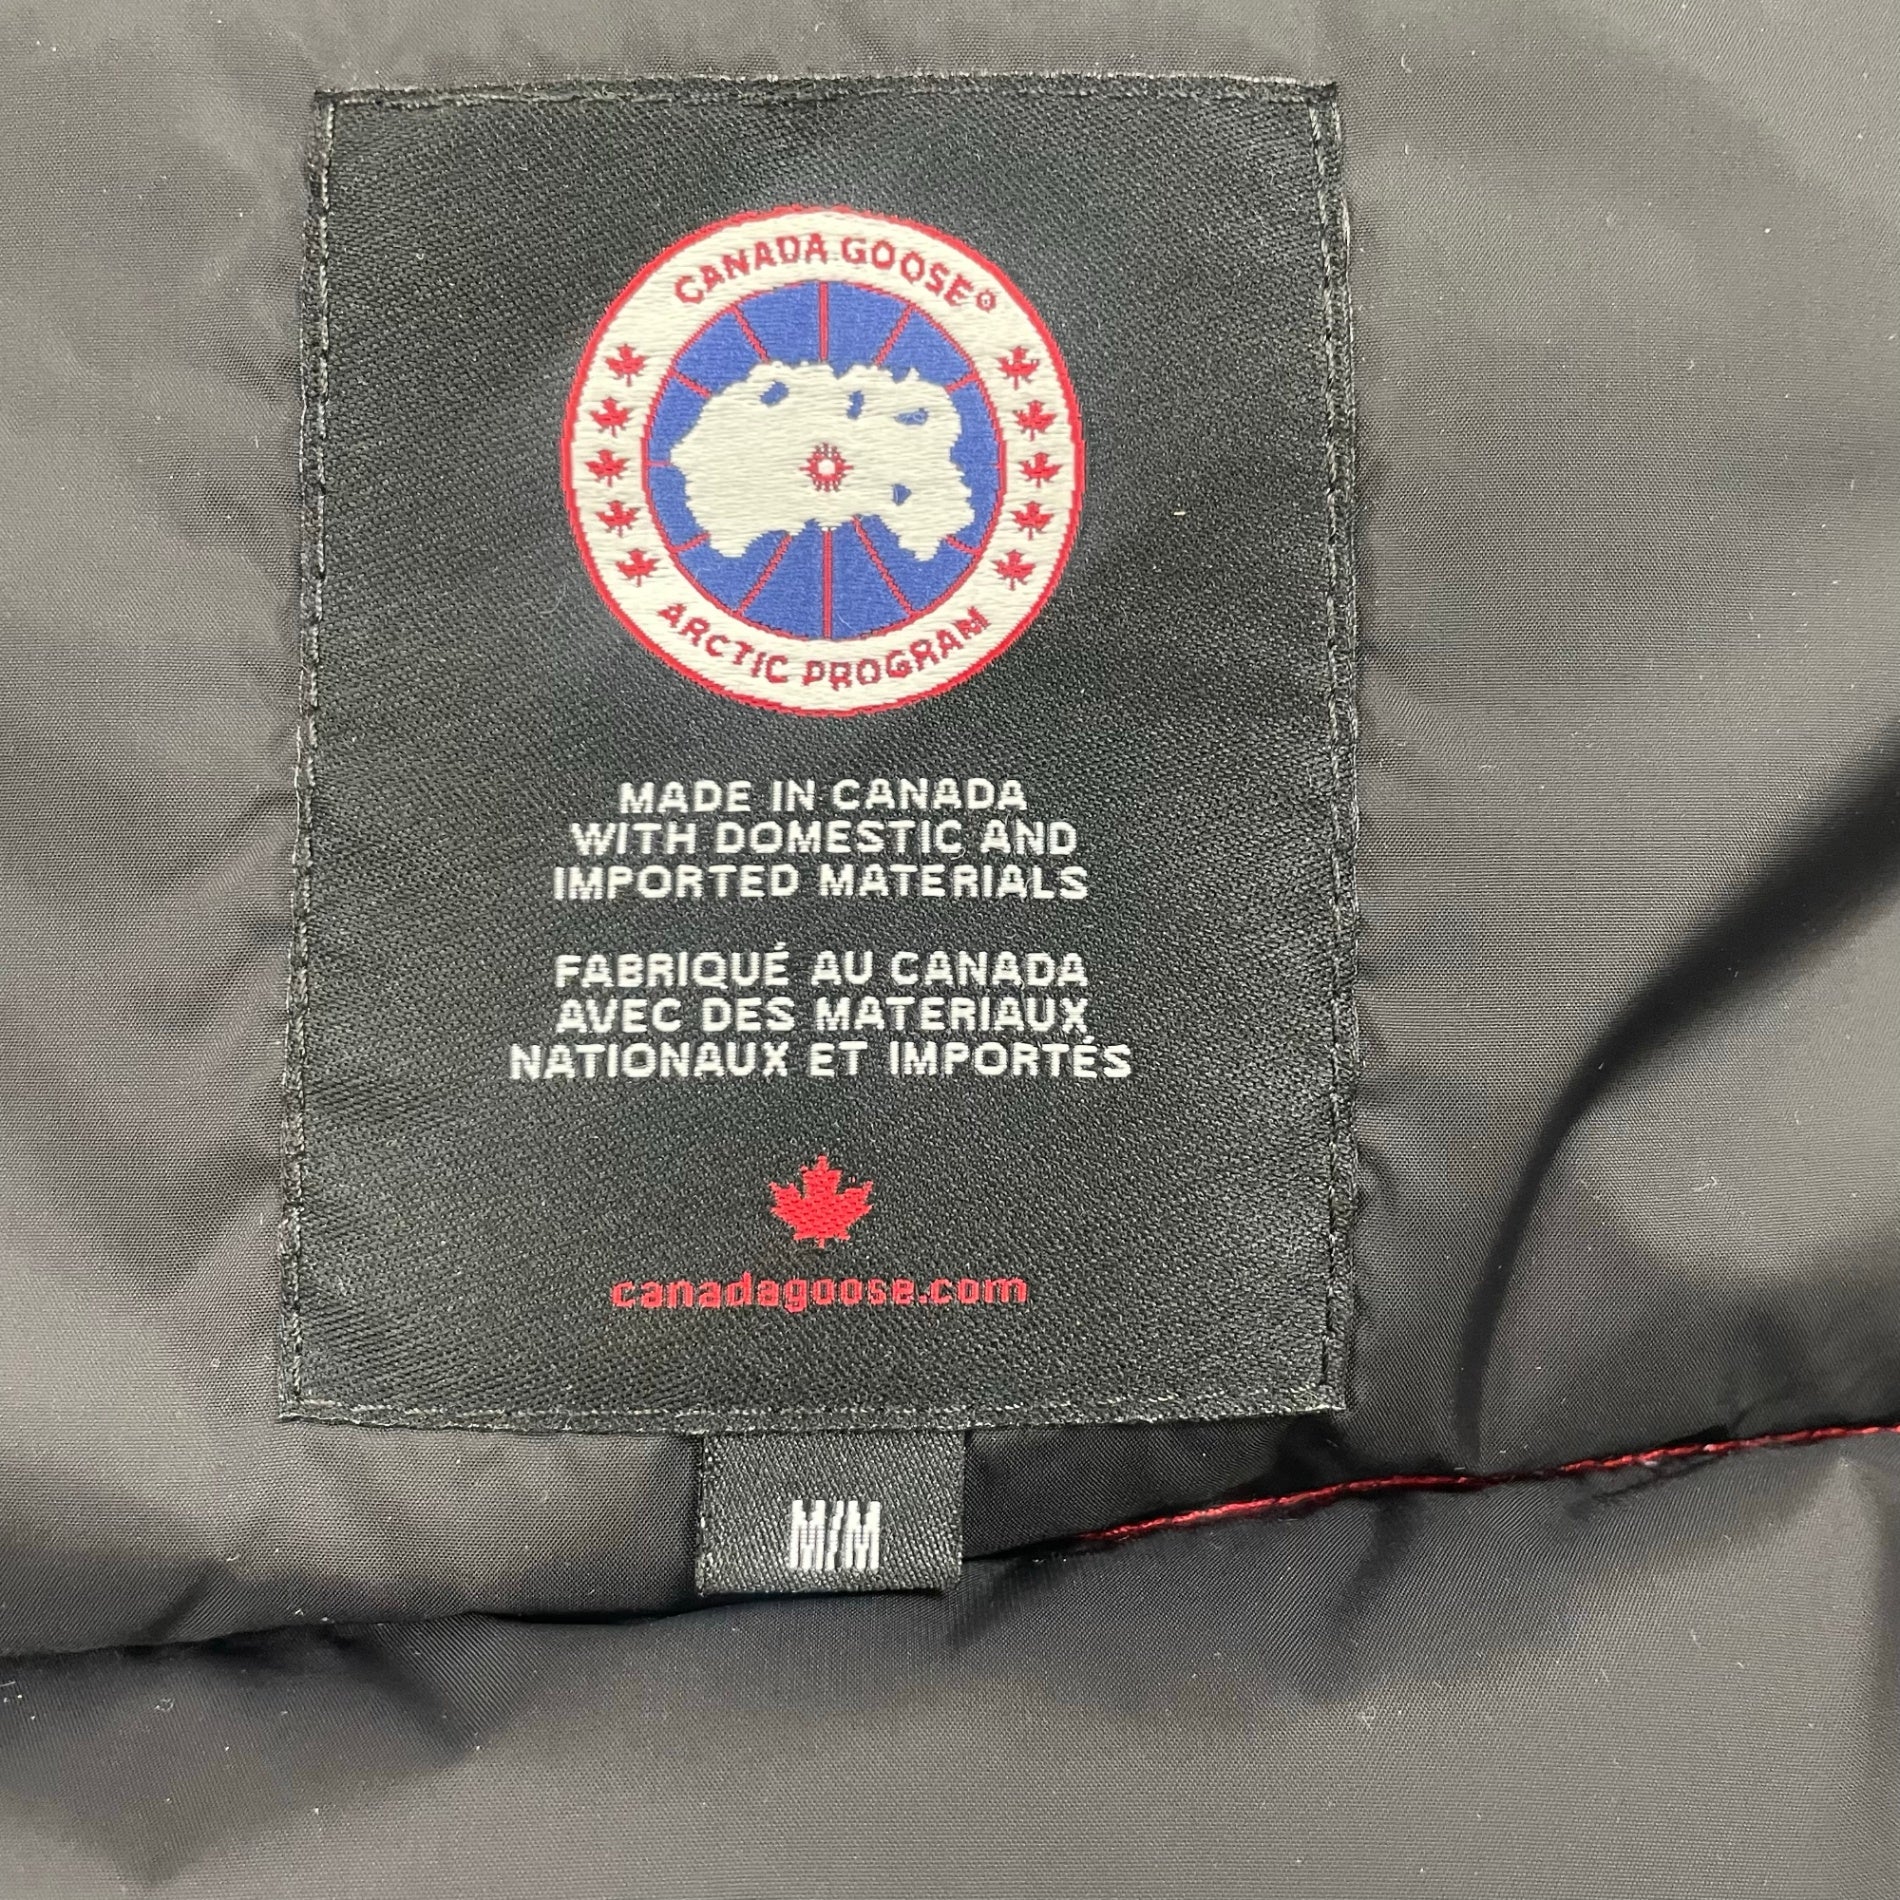 CANADA GOOSE®
ARCTIC PROGRAM
MADE IN CANADA
WITH DOMESTIC AND
IMPORTED MATERIALS
FABRIQUÉ AU CANADA
AVEC DES MATERIAUX
NATIONAUX ET IMPORTÉS
canadagoose.com
M/M